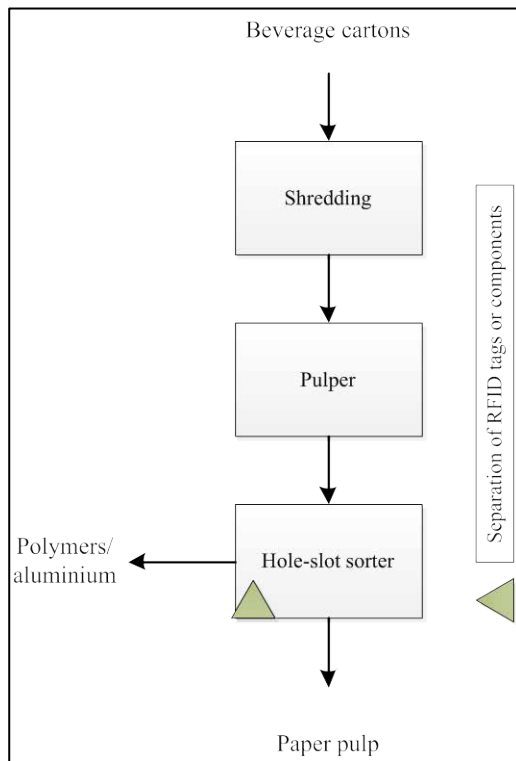 Beverage cartons
Shredding
Pulper
Hole-slot sorter
Polymers/
aluminium
Paper pulp
Separation of RFID tags or components